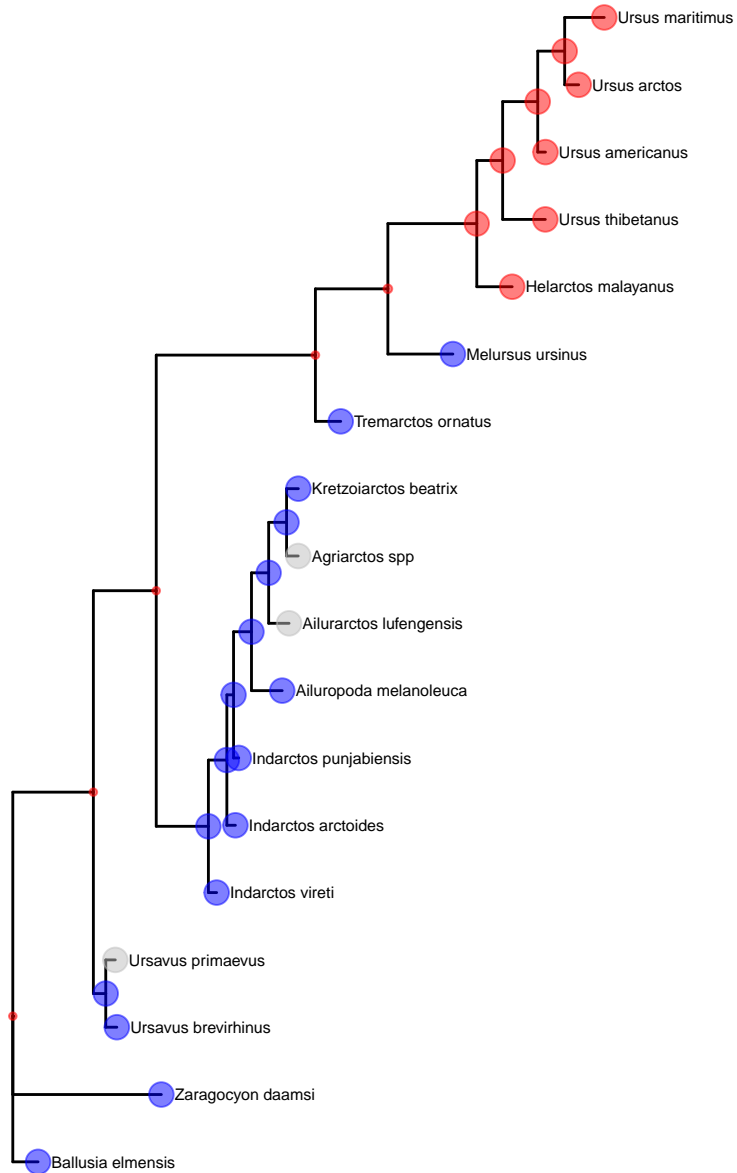 Ursus maritimus
Ursus arctos
Ursus americanus
Ursus thibetanus
Helarctos malayanus
Melursus ursinus
Tremarctos ornatus
Kretzoiarctos beatrix
Agriarctos spp
Ailurarctos lufengensis
Ailuropoda melanoleuca
Indarctos punjabiensis
Indarctos arctoides
Indarctos vireti
Ursavus primaevus
Ursavus brevirhinus
Zaragocyon daamsi
Ballusia elmensis